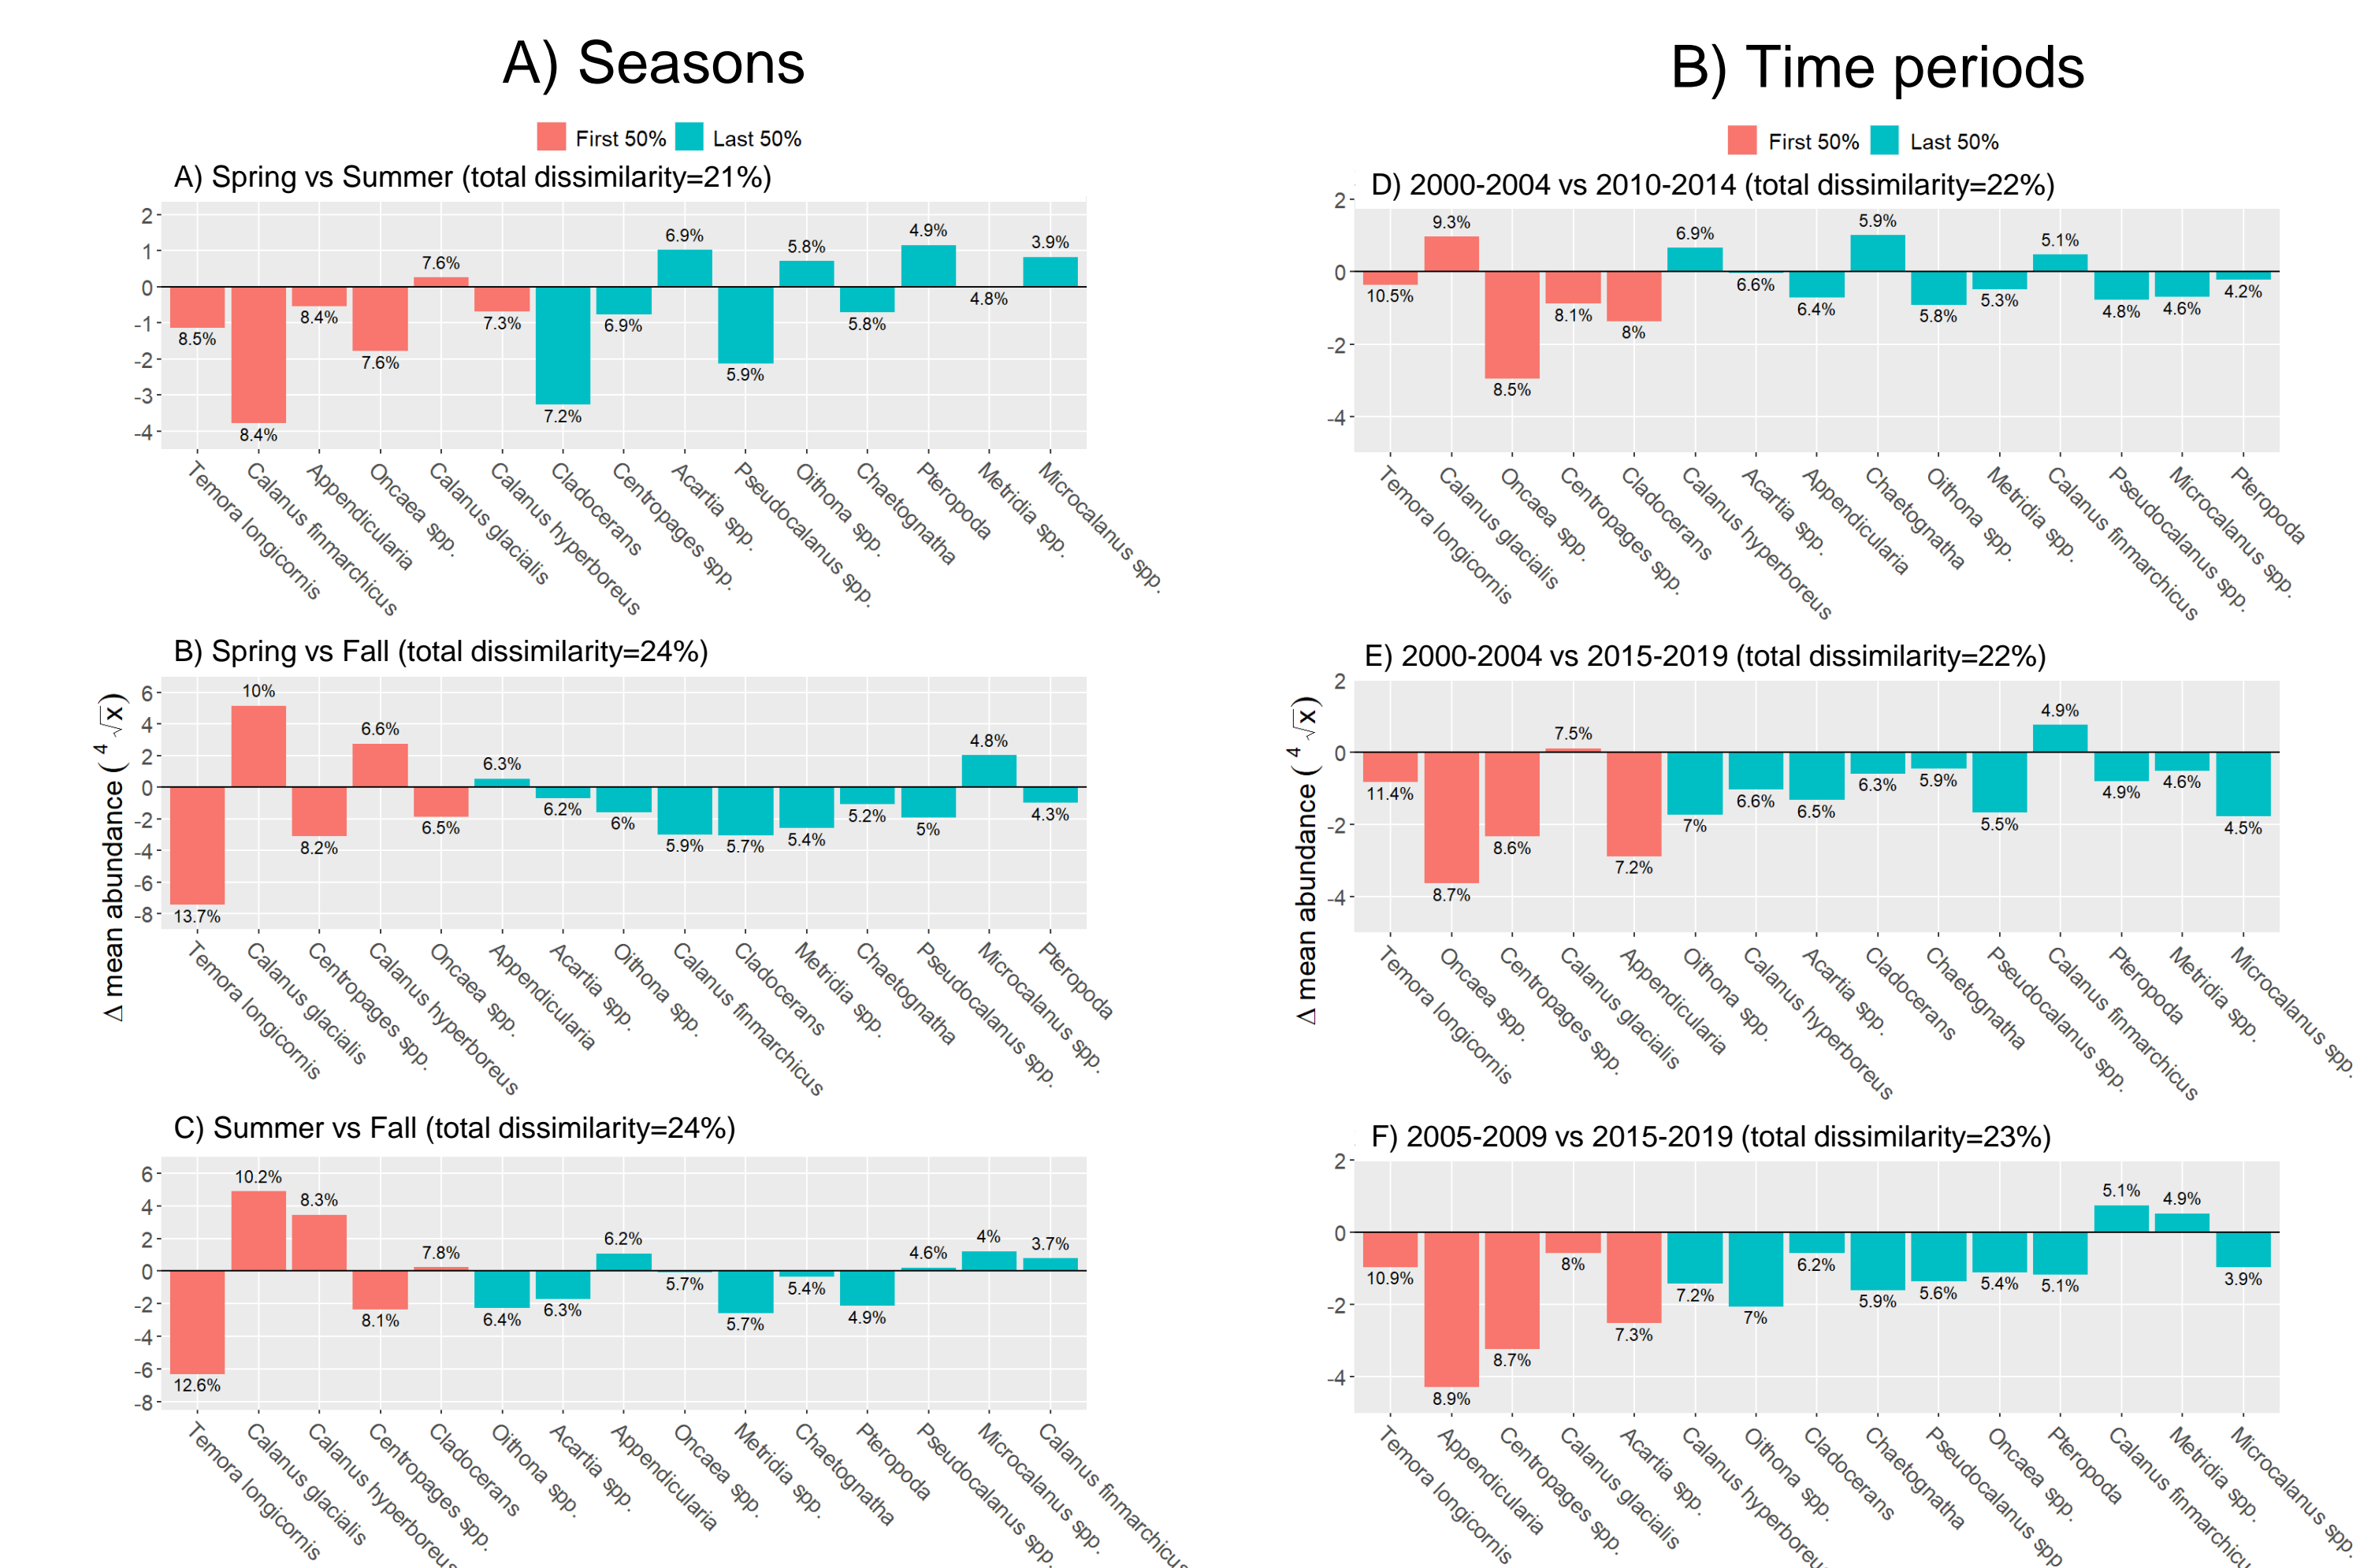 A) Seasons
First 50% Last 50%
A) Spring vs Summer (total dissimilarity=21%)
2
1
0
-1
-2
-3
-4
8.5% 8.4% 8.4% 7.6% 7.6% 7.3% 7.2% 6.9% 6.9% 5.9% 5.8% 5.8% 4.9% 4.8% 3.9%
Temora longicornis
Calanus finmarchicus
Appendicularia
Oncaea spp.
Calanus glacialis
Calanus hyperboreus
Cladocerans
Centropages spp.
Acartia spp.
Pseudocalanus spp.
Oithona spp.
Chaetognatha
Pteropoda
Metridia spp.
Microcalanus spp.
Δ mean abundance ( ⁴√x)
B) Spring vs Fall (total dissimilarity=24%)
6
4
2
0
-2
-4
-6
-8
13.7% 10% 8.2% 6.6% 6.5% 6.3% 6.2% 6% 5.9% 5.7% 5.4% 5.2% 5% 4.8% 4.3%
Temora longicornis
Calanus glacialis
Centropages spp.
Calanus hyperboreus
Oncaea spp.
Appendicularia
Acartia spp.
Oithona spp.
Calanus finmarchicus
Cladocerans
Metridia spp.
Chaetognatha
Pseudocalanus spp.
Microcalanus spp.
Pteropoda
C) Summer vs Fall (total dissimilarity=24%)
6
4
2
0
-2
-4
-6
-8
12.6% 10.2% 8.3% 8.1% 7.8% 6.4% 6.3% 6.2% 5.7% 5.7% 5.4% 4.9% 4.6% 4% 3.7%
Temora longicornis
Calanus glacialis
Calanus hyperboreus
Centropages spp.
Cladocerans
Oithona spp.
Acartia spp.
Appendicularia
Oncaea spp.
Metridia spp.
Chaetognatha
Pteropoda
Pseudocalanus spp.
Microcalanus spp.
Calanus finmarchicus
B) Time periods
First 50% Last 50%
D) 2000-2004 vs 2010-2014 (total dissimilarity=22%)
2
0
-2
-4
10.5% 9.3% 8.5% 8.1% 8% 6.9% 6.6% 6.4% 5.9% 5.8% 5.3% 5.1% 4.8% 4.6% 4.2%
Temora longicornis
Calanus glacialis
Oncaea spp.
Centropages spp.
Cladocerans
Calanus hyperboreus
Acartia spp.
Appendicularia
Chaetognatha
Oithona spp.
Metridia spp.
Calanus finmarchicus
Pseudocalanus spp.
Microcalanus spp.
Pteropoda
Δ mean abundance ( ⁴√x)
E) 2000-2004 vs 2015-2019 (total dissimilarity=22%)
2
0
-2
-4
11.4% 8.7% 8.6% 7.5% 7.2% 7% 6.6% 6.5% 6.3% 5.9% 5.5% 4.9% 4.9% 4.6% 4.5%
Temora longicornis
Oncaea spp.
Centropages spp.
Calanus glacialis
Appendicularia
Oithona spp.
Calanus hyperboreus
Acartia spp.
Cladocerans
Chaetognatha
Pseudocalanus spp.
Calanus finmarchicus
Pteropoda
Metridia spp.
Microcalanus spp.
F) 2005-2009 vs 2015-2019 (total dissimilarity=23%)
2
0
-2
-4
10.9% 8.9% 8.7% 8% 7.3% 7.2% 7% 6.2% 5.9% 5.6% 5.4% 5.1% 5.1% 4.9% 3.9%
Temora longicornis
Appendicularia
Centropages spp.
Calanus glacialis
Acartia spp.
Calanus hyperboreus
Oithona spp.
Cladocerans
Chaetognatha
Pseudocalanus spp.
Oncaea spp.
Pteropoda
Calanus finmarchicu
Metridia spp.
Microcalanus spp.